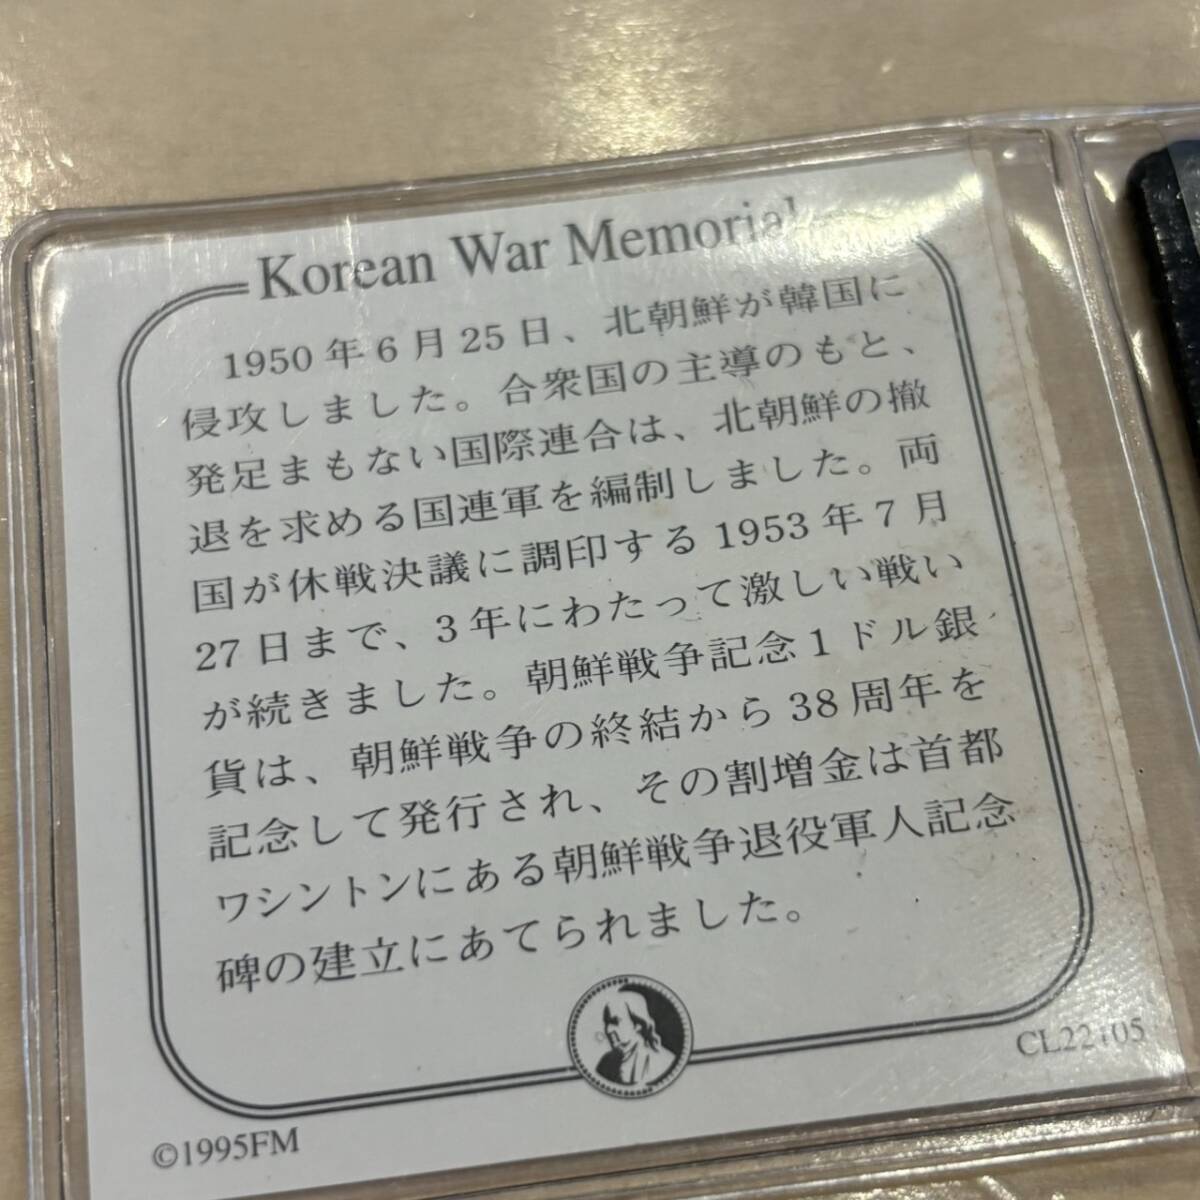 Korean War Memorial
1950年6月25日、北朝鮮が韓国に
侵攻しました。合衆国の主導のもと、
発足まもない国際連合は、北朝鮮の撤
退を求める国連軍を編制しました。両
国が休戦決議に調印する1953年7月
27日まで、3年にわたって激しい戦い
が続きました。朝鮮戦争記念1ドル銀
貨は、朝鮮戦争の終結から38周年を
記念して発行され、その割増金は首都
ワシントンにある朝鮮戦争退役軍人記念
碑の建立にあてられました。
CL22105
©1995FM